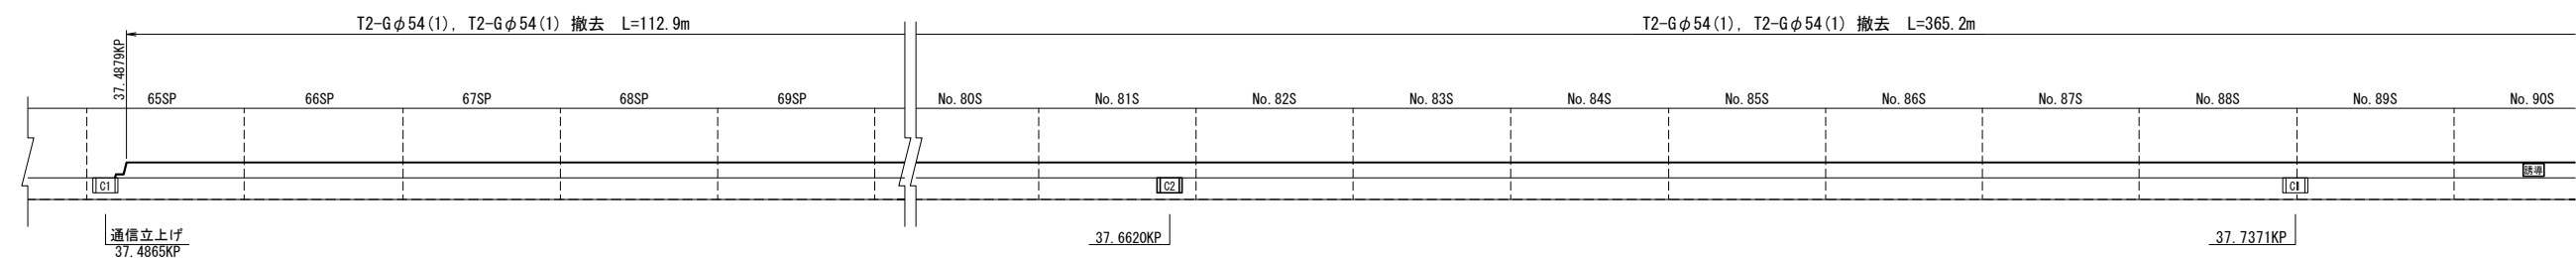 T2-Gφ54(1), T2-Gφ54(1) 撤去 L=112.9m
T2-Gφ54(1), T2-Gφ54(1) 撤去 L=365.2m
37.4879KP
65SP
66SP
67SP
68SP
69SP
No.80S
No.81S
No.82S
No.83S
No.84S
No.85S
No.86S
No.87S
No.88S
No.89S
No.90S
誘導
C1
C2
C1
通信立上げ
37.4865KP
37.6620KP
37.7371KP